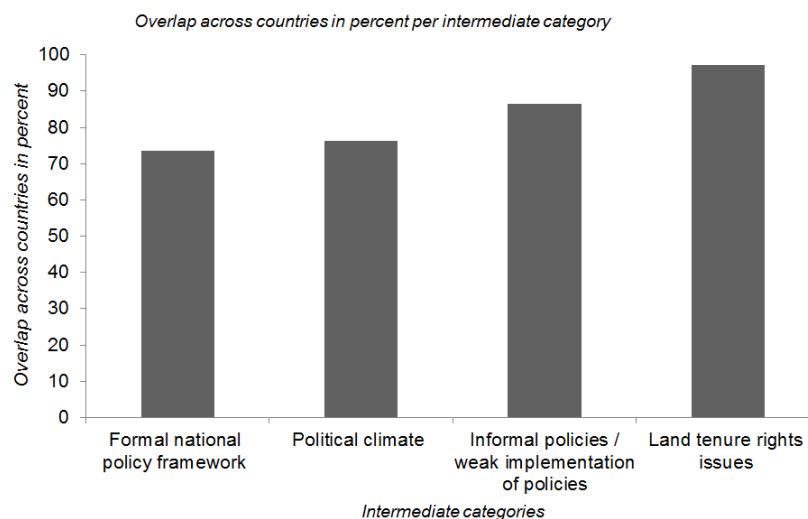 Overlap across countries in percent per intermediate category
Overlap across countries in percent
100
90
80
70
60
50
40
30
20
10
0
Formal national
policy framework
Political climate
Informal policies /
weak implementation
of policies
Land tenure rights
issues
Intermediate categories